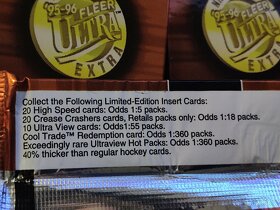 '95-'96 FLEER
ULTRA
EXTRA
ULTRA
EXTRA
Collect the Following Limited-Edition Insert Cards:
20 High Speed cards: Odds 1:5 packs.
20 Crease Crashers cards, Retails packs only: Odds 1:18 packs.
10 Ultra View cards: Odds1:55 packs.
Cool Trade™ Redemption card: Odds 1:360 packs.
Exceedingly rare Ultraview Hot Packs: Odds 1:360 packs.
40% thicker than regular hockey cards.